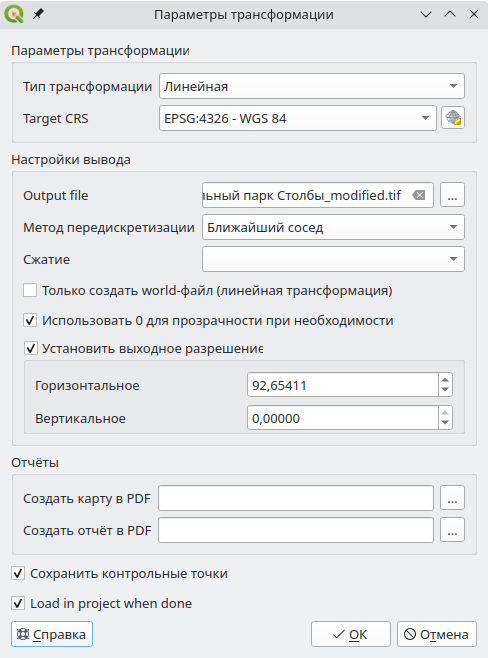 Параметры трансформации
Параметры трансформации
Тип трансформации Линейная
Target CRS EPSG:4326 - WGS 84
Настройки вывода
Output file льный парк Столбы_modified.tif ...
Метод передискретизации Ближайший сосед
Сжатие
Только создать world-файл (линейная трансформация)
Использовать 0 для прозрачности при необходимости
Установить выходное разрешение
Горизонтальное 92,65411
Вертикальное 0,00000
Отчёты
Создать карту в PDF ...
Создать отчёт в PDF ...
Сохранить контрольные точки
Load in project when done
Справка OK Отмена